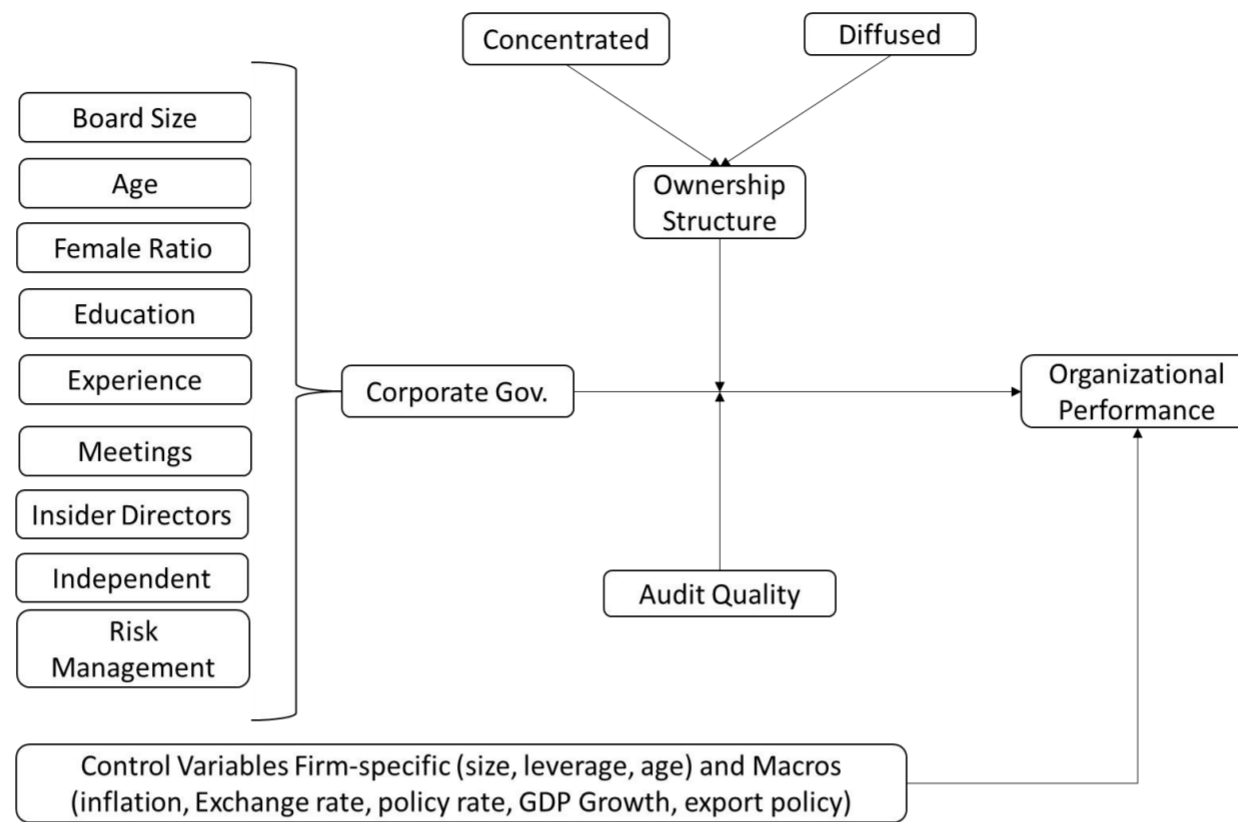 Concentrated
Diffused
Board Size
Age
Female Ratio
Education
Experience
Meetings
Insider Directors
Independent
Risk
Management
Corporate Gov.
Ownership
Structure
Audit Quality
Organizational
Performance
Control Variables Firm-specific (size, leverage, age) and Macros
(inflation, Exchange rate, policy rate, GDP Growth, export policy)